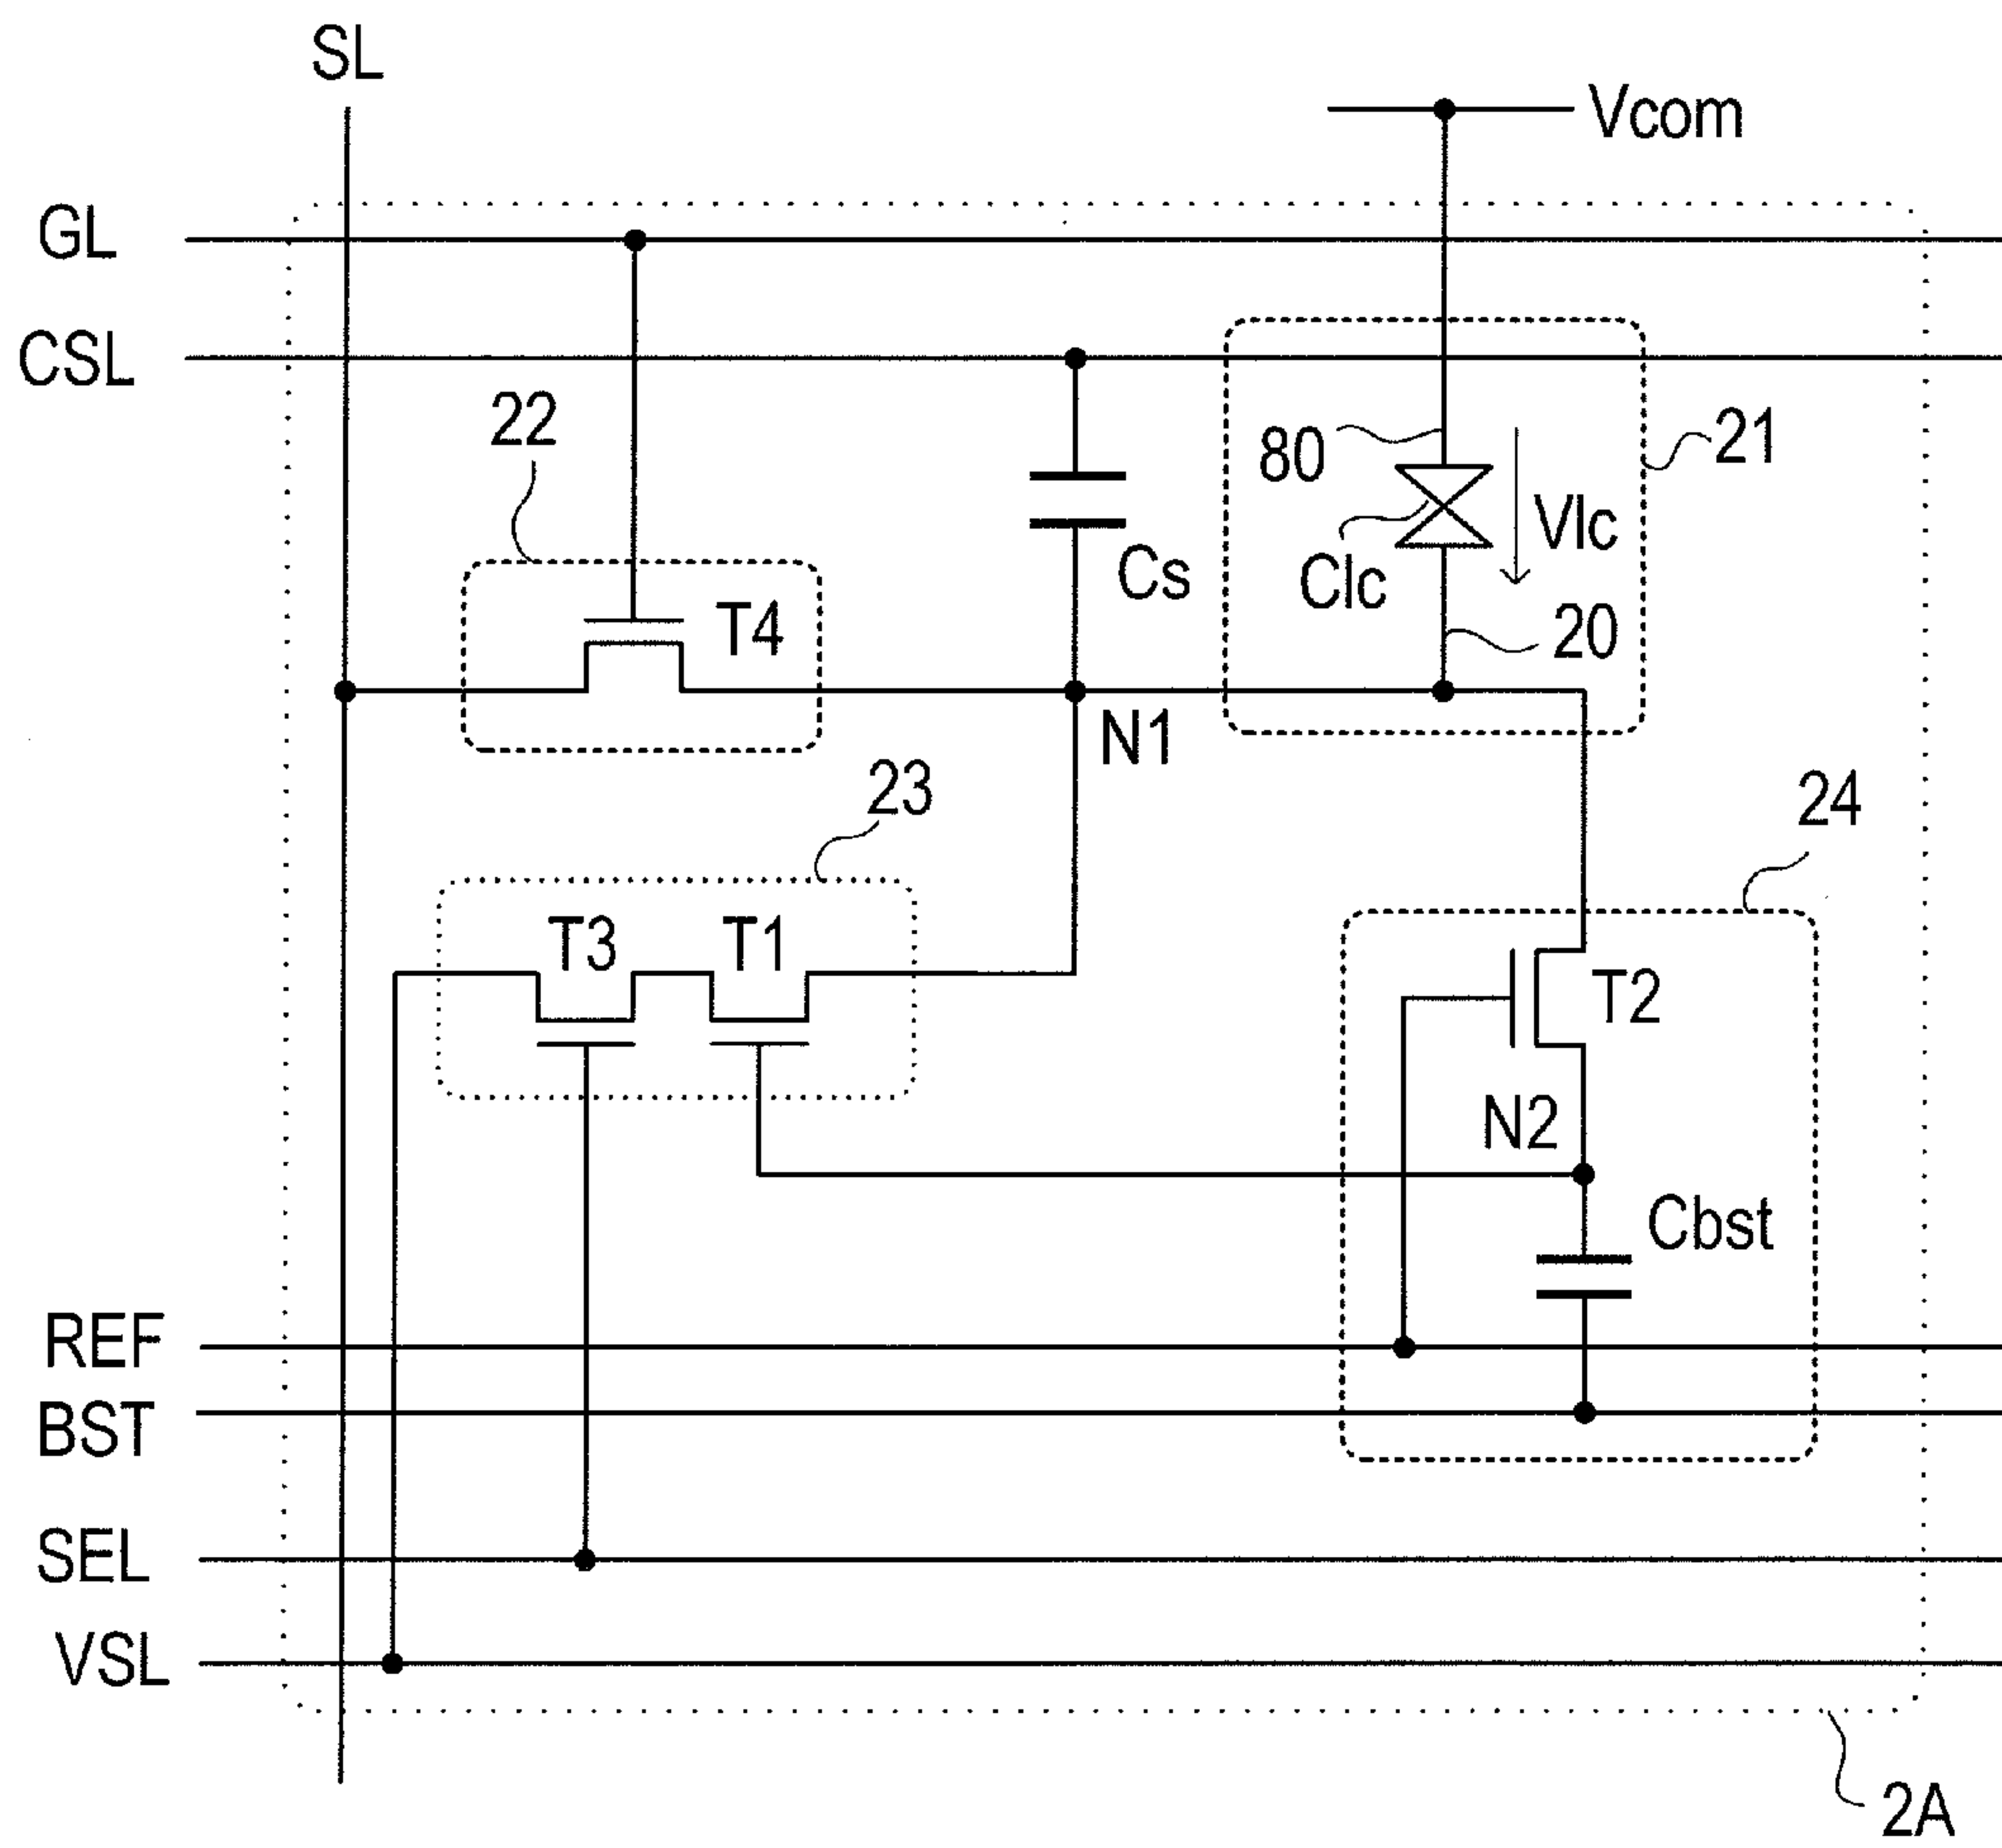 SL
Vcom
GL
CSL
22
80
21
Vlc
Cs
Clc
T4
20
N1
23
24
T3
T1
T2
N2
Cbst
REF
BST
SEL
VSL
2A